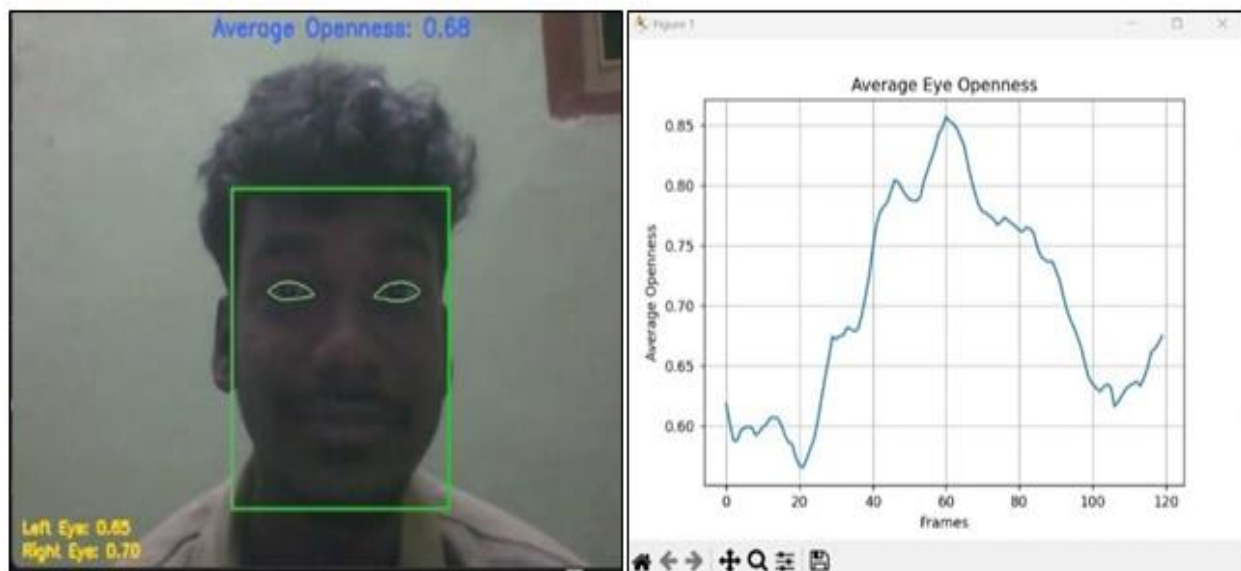 Average Openness: 0.68
Left Eye: 0.65
Right Eye: 0.70
Figure 1
Average Eye Openness
Average Openness
0.85
0.80
0.75
0.70
0.65
0.60
0 20 40 60 80 100 120
Frames